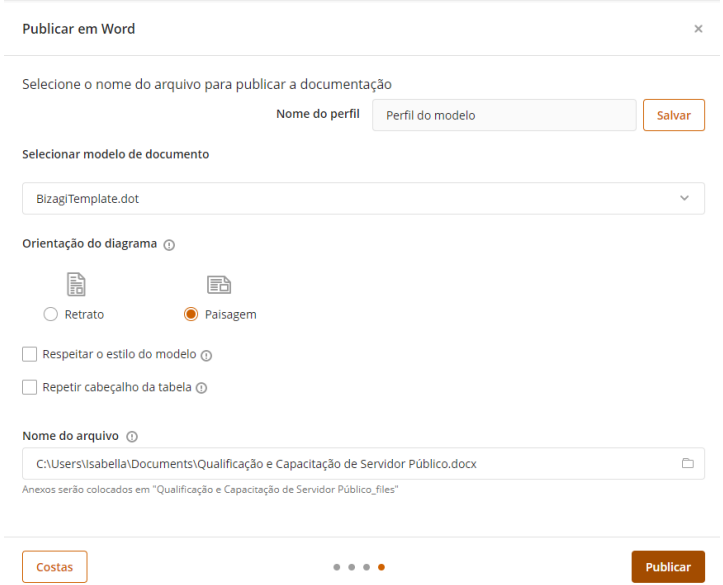 Publicar em Word
Selecione o nome do arquivo para publicar a documentação
Nome do perfil
Perfil do modelo
Salvar
Selecionar modelo de documento
BizagiTemplate.dot
Orientação do diagrama
Retrato
Paisagem
Respeitar o estilo do modelo
Repetir cabeçalho da tabela
Nome do arquivo
C:\Users\Isabella\Documents\Qualificação e Capacitação de Servidor Público.docx
Anexos serão colocados em "Qualificação e Capacitação de Servidor Público_files"
Costas
Publicar